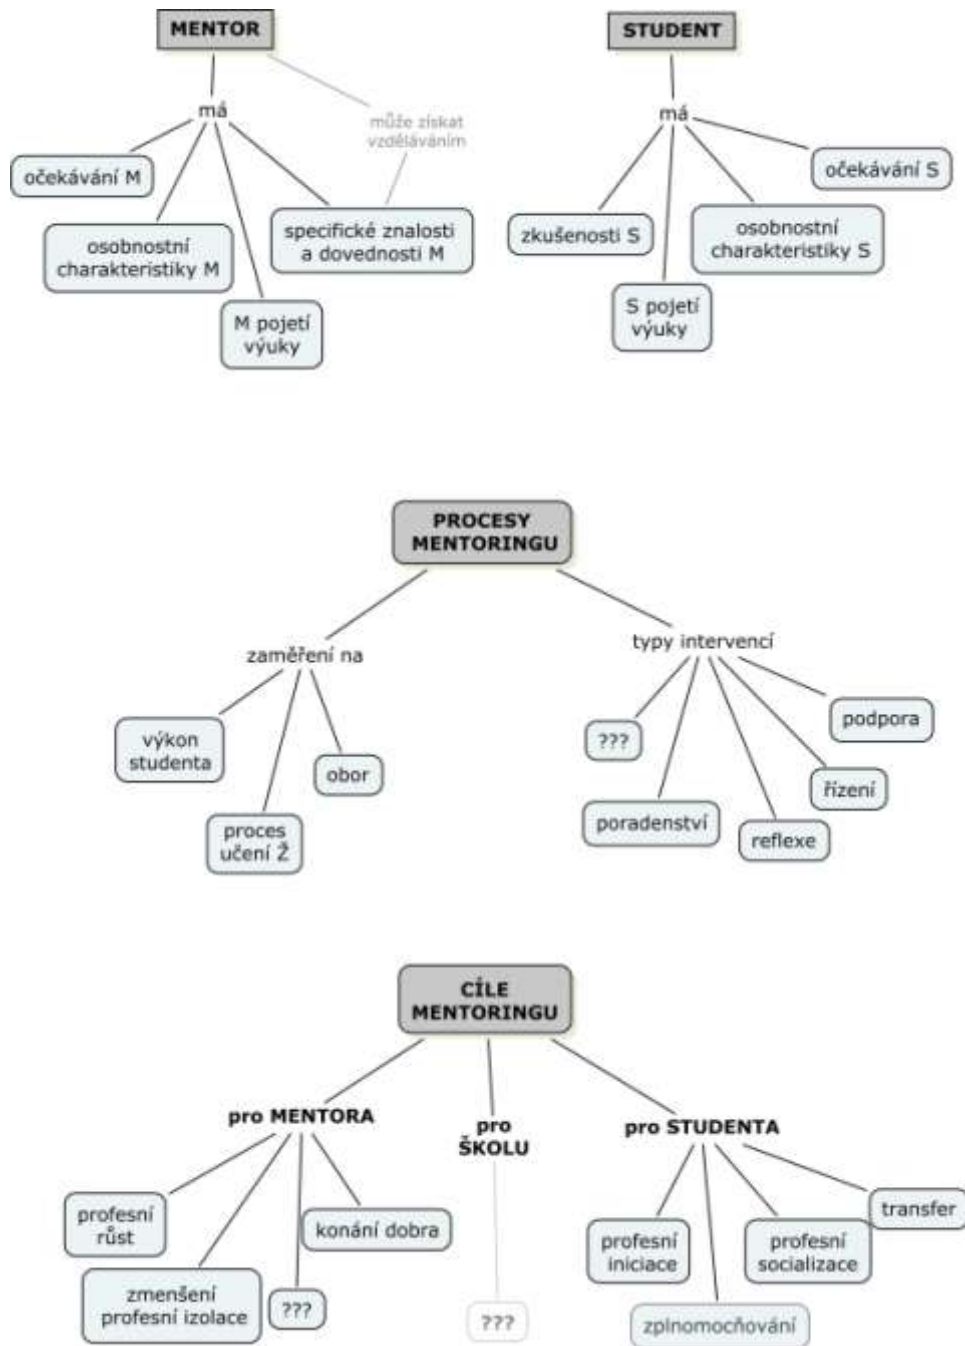 MENTOR
má
může získat
vzděláváním
očekávání M
osobnostní
charakteristiky M
specifické znalosti
a dovednosti M
M pojetí
výuky
STUDENT
má
očekávání S
zkušenosti S
osobnostní
charakteristiky S
S pojetí
výuky
PROCESY
MENTORINGU
zaměření na
výkon
studenta
obor
proces
učení Ž
typy intervencí
???
podpora
řízení
poradenství
reflexe
CÍLE
MENTORINGU
pro MENTORA
profesní
růst
konání dobra
zmenšení
profesní izolace
???
pro
ŠKOLU
???
pro STUDENTA
transfer
profesní
iniciace
profesní
socializace
zplnomocňování